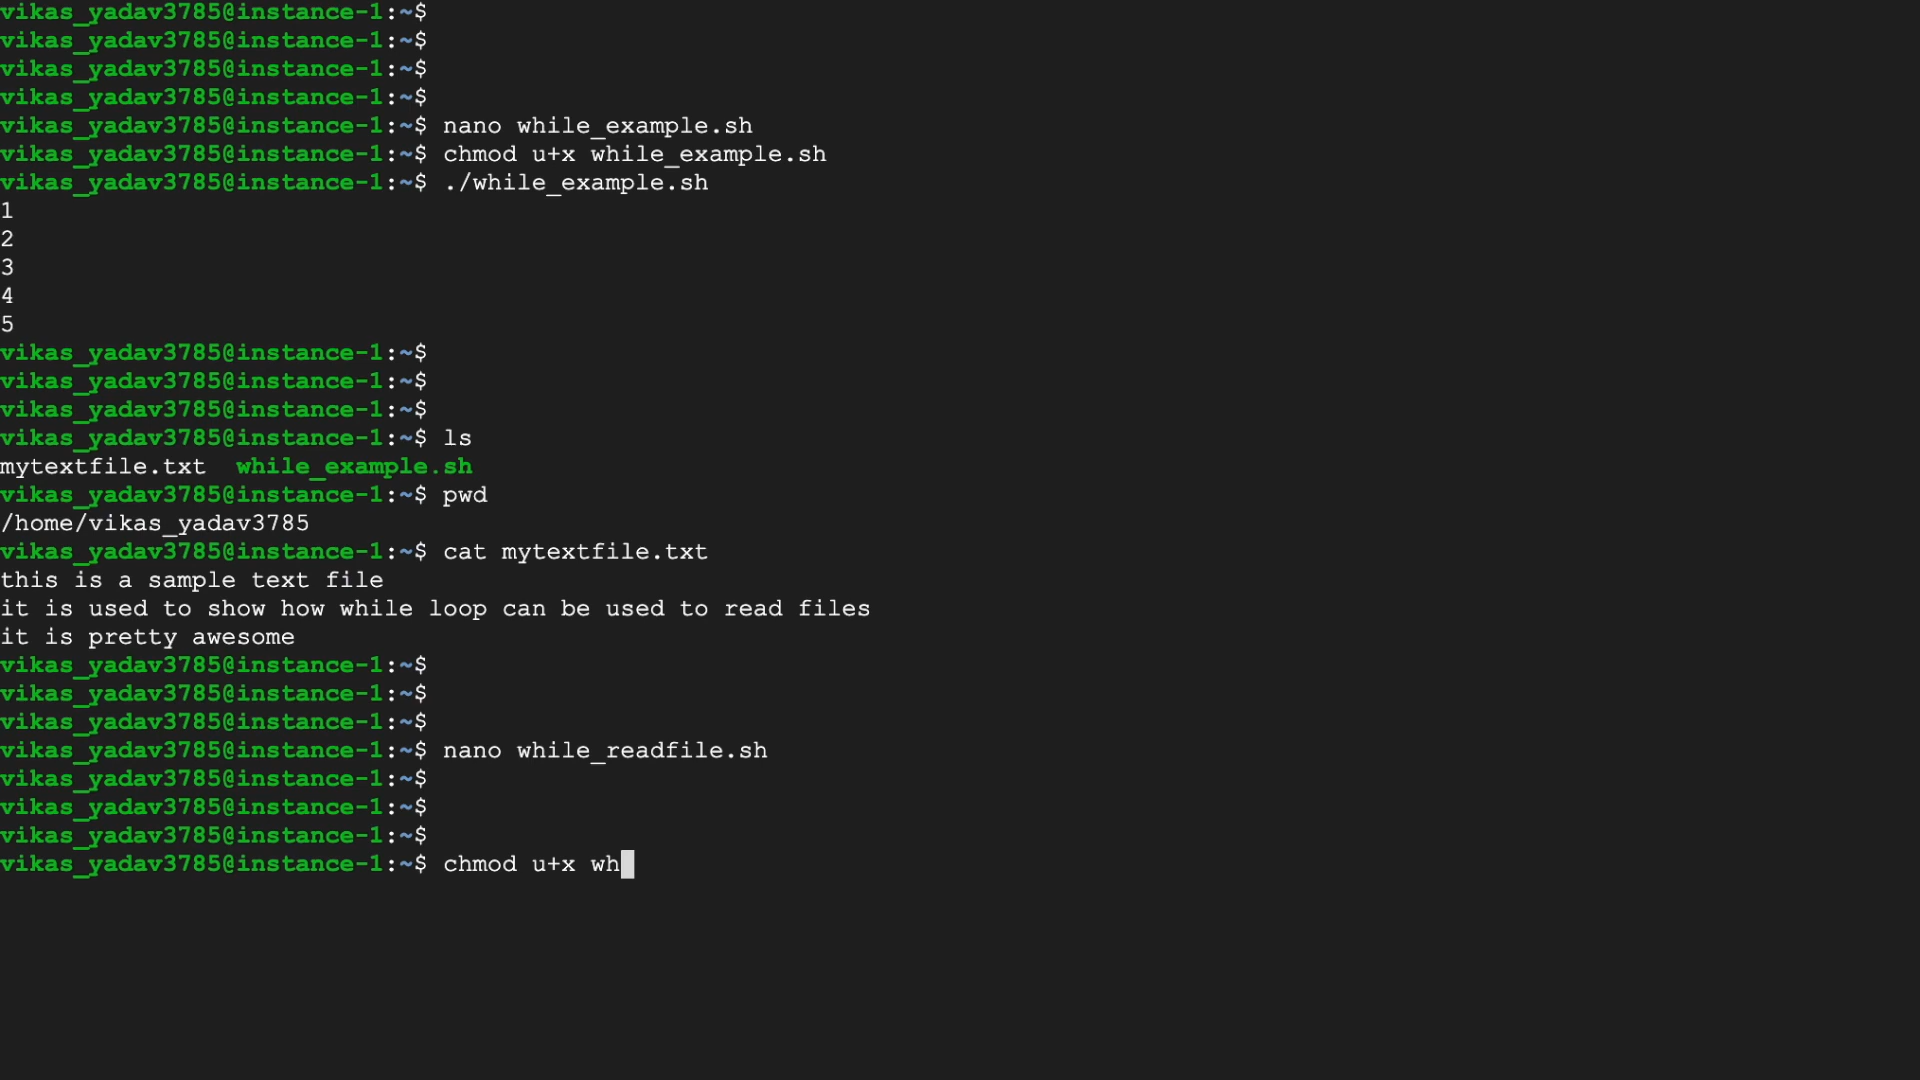 vikas_yadav3785@instance-1:~$
vikas_yadav3785@instance-1:~$
vikas_yadav3785@instance-1:~$
vikas_yadav3785@instance-1:~$
vikas_yadav3785@instance-1:~$ nano while_example.sh
vikas_yadav3785@instance-1:~$ chmod u+x while_example.sh
vikas_yadav3785@instance-1:~$ ./while_example.sh
1
2
3
4
5
vikas_yadav3785@instance-1:~$
vikas_yadav3785@instance-1:~$
vikas_yadav3785@instance-1:~$
vikas_yadav3785@instance-1:~$ ls
mytextfile.txt  while_example.sh
vikas_yadav3785@instance-1:~$ pwd
/home/vikas_yadav3785
vikas_yadav3785@instance-1:~$ cat mytextfile.txt
this is a sample text file
it is used to show how while loop can be used to read files
it is pretty awesome
vikas_yadav3785@instance-1:~$
vikas_yadav3785@instance-1:~$
vikas_yadav3785@instance-1:~$
vikas_yadav3785@instance-1:~$ nano while_readfile.sh
vikas_yadav3785@instance-1:~$
vikas_yadav3785@instance-1:~$
vikas_yadav3785@instance-1:~$
vikas_yadav3785@instance-1:~$ chmod u+x wh